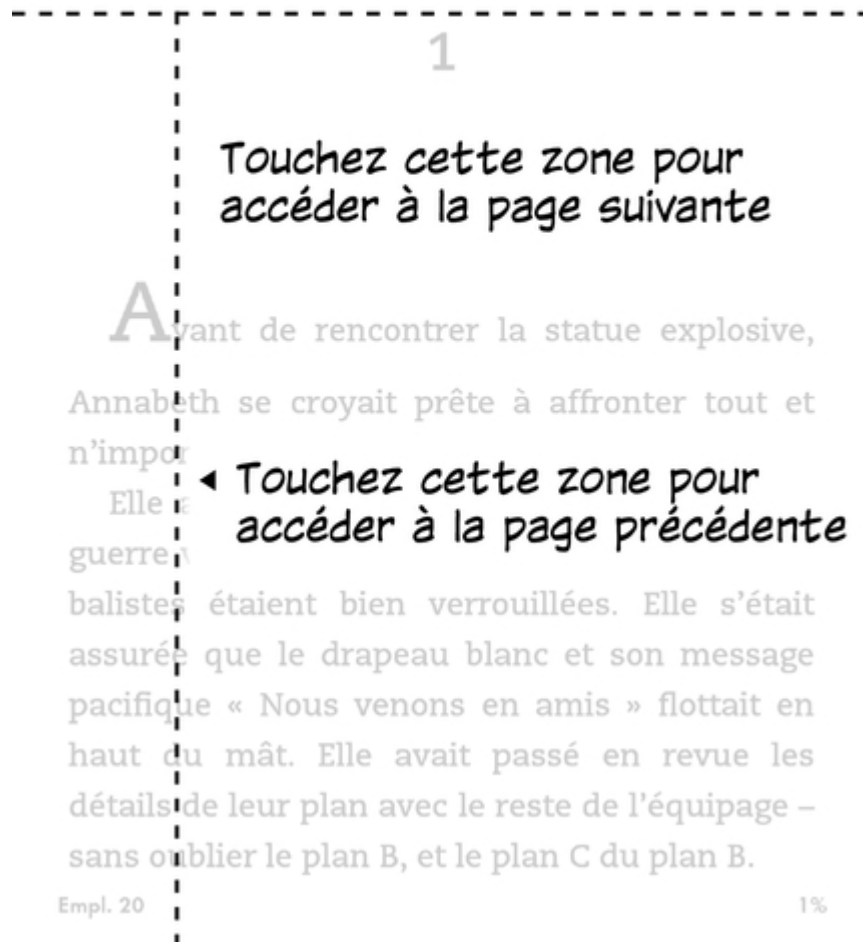 1
Touchez cette zone pour
accéder à la page suivante
Avant de rencontrer la statue explosive,
Annabeth se croyait prête à affronter tout et
n'impor
Touchez cette zone pour
Elle
accéder à la page précédente
guerre
balistes étaient bien verrouillées. Elle s'était
assurée que le drapeau blanc et son message
pacifique « Nous venons en amis » flottait en
haut du mât. Elle avait passé en revue les
détails de leur plan avec le reste de l'équipage –
sans oublier le plan B, et le plan C du plan B.
Empl. 20 1%